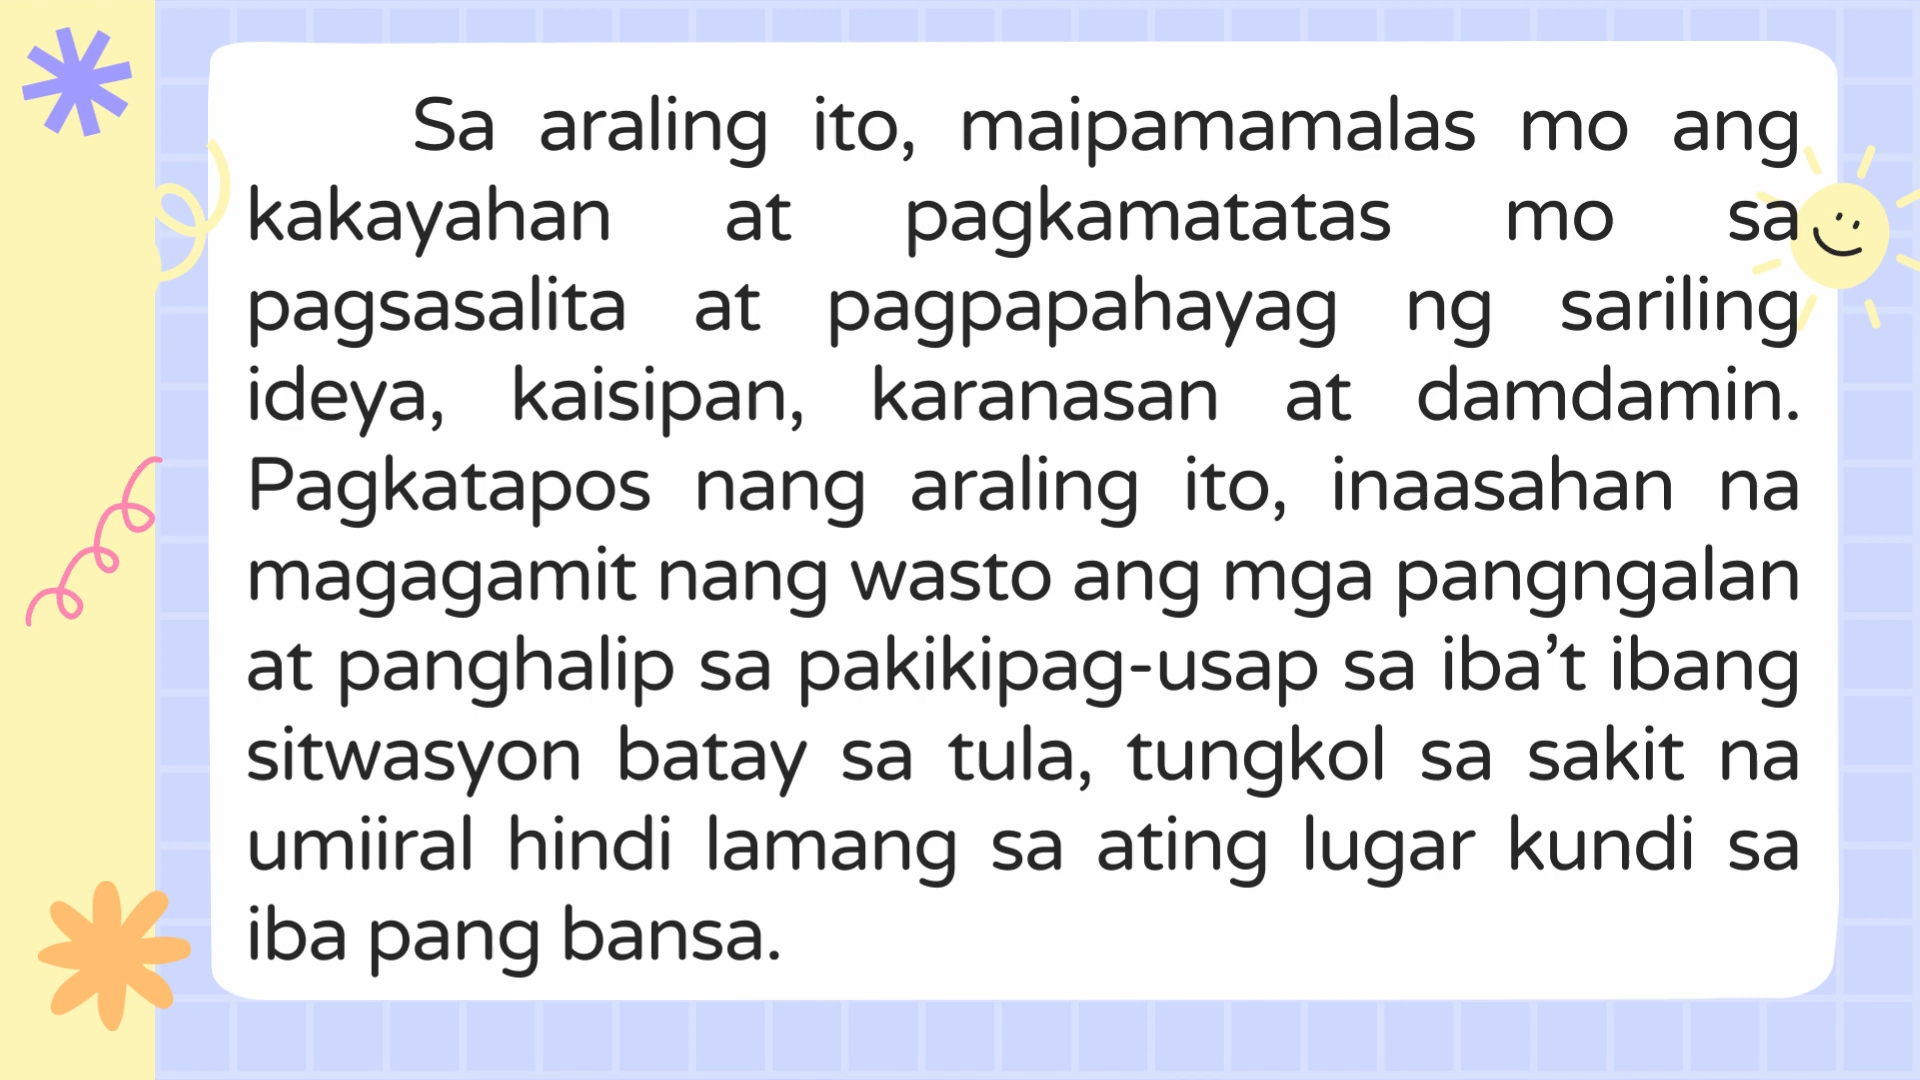 Sa araling ito, maipamamalas mo ang
kakayahan at pagkamatatas mo sa
pagsasalita at pagpapahayag ng sariling
ideya, kaisipan, karanasan at damdamin.
Pagkatapos nang araling ito, inaasahan na
magagamit nang wasto ang mga pangngalan
at panghalip sa pakikipag-usap sa iba’t ibang
sitwasyon batay sa tula, tungkol sa sakit na
umiiral hindi lamang sa ating lugar kundi sa
iba pang bansa.